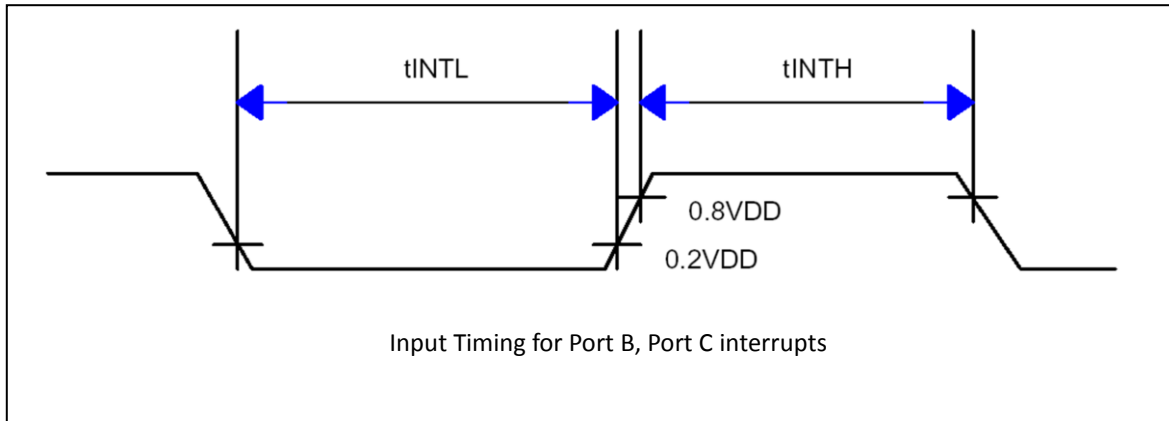 tINTL
tINTH
0.8VDD
0.2VDD
Input Timing for Port B, Port C interrupts